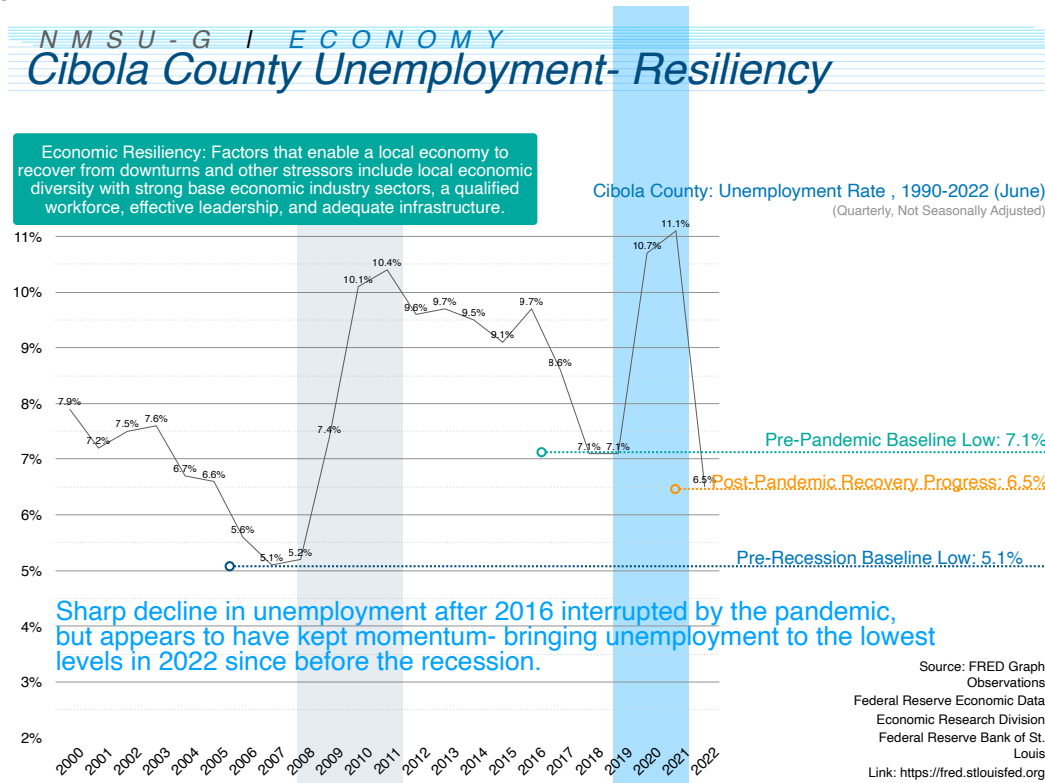 NMSU-G | ECONOMY
Cibola County Unemployment- Resiliency
Economic Resiliency: Factors that enable a local economy to
recover from downturns and other stressors include local economic
diversity with strong base economic industry sectors, a qualified
workforce, effective leadership, and adequate infrastructure.
Cibola County: Unemployment Rate , 1990-2022 (June)
(Quarterly, Not Seasonally Adjusted)
11%
10%
9%
8%
7%
6%
5%
4%
3%
2%
7.9%
7.2%
7.5%
7.6%
6.7%
6.6%
5.6%
5.1%
5.2%
7.4%
10.1%
10.4%
9.6%
9.7%
9.5%
9.1%
9.7%
8.6%
7.1%
7.1%
10.7%
11.1%
6.5%
Pre-Pandemic Baseline Low: 7.1%
Post-Pandemic Recovery Progress: 6.5%
Pre-Recession Baseline Low: 5.1%
Sharp decline in unemployment after 2016 interrupted by the pandemic,
but appears to have kept momentum- bringing unemployment to the lowest
levels in 2022 since before the recession.
2000
2001
2002
2003
2004
2005
2006
2007
2008
2009
2010
2011
2012
2013
2014
2015
2016
2017
2018
2019
2020
2021
2022
Source: FRED Graph
Observations
Federal Reserve Economic Data
Economic Research Division
Federal Reserve Bank of St.
Louis
Link: https://fred.stlouisfed.org